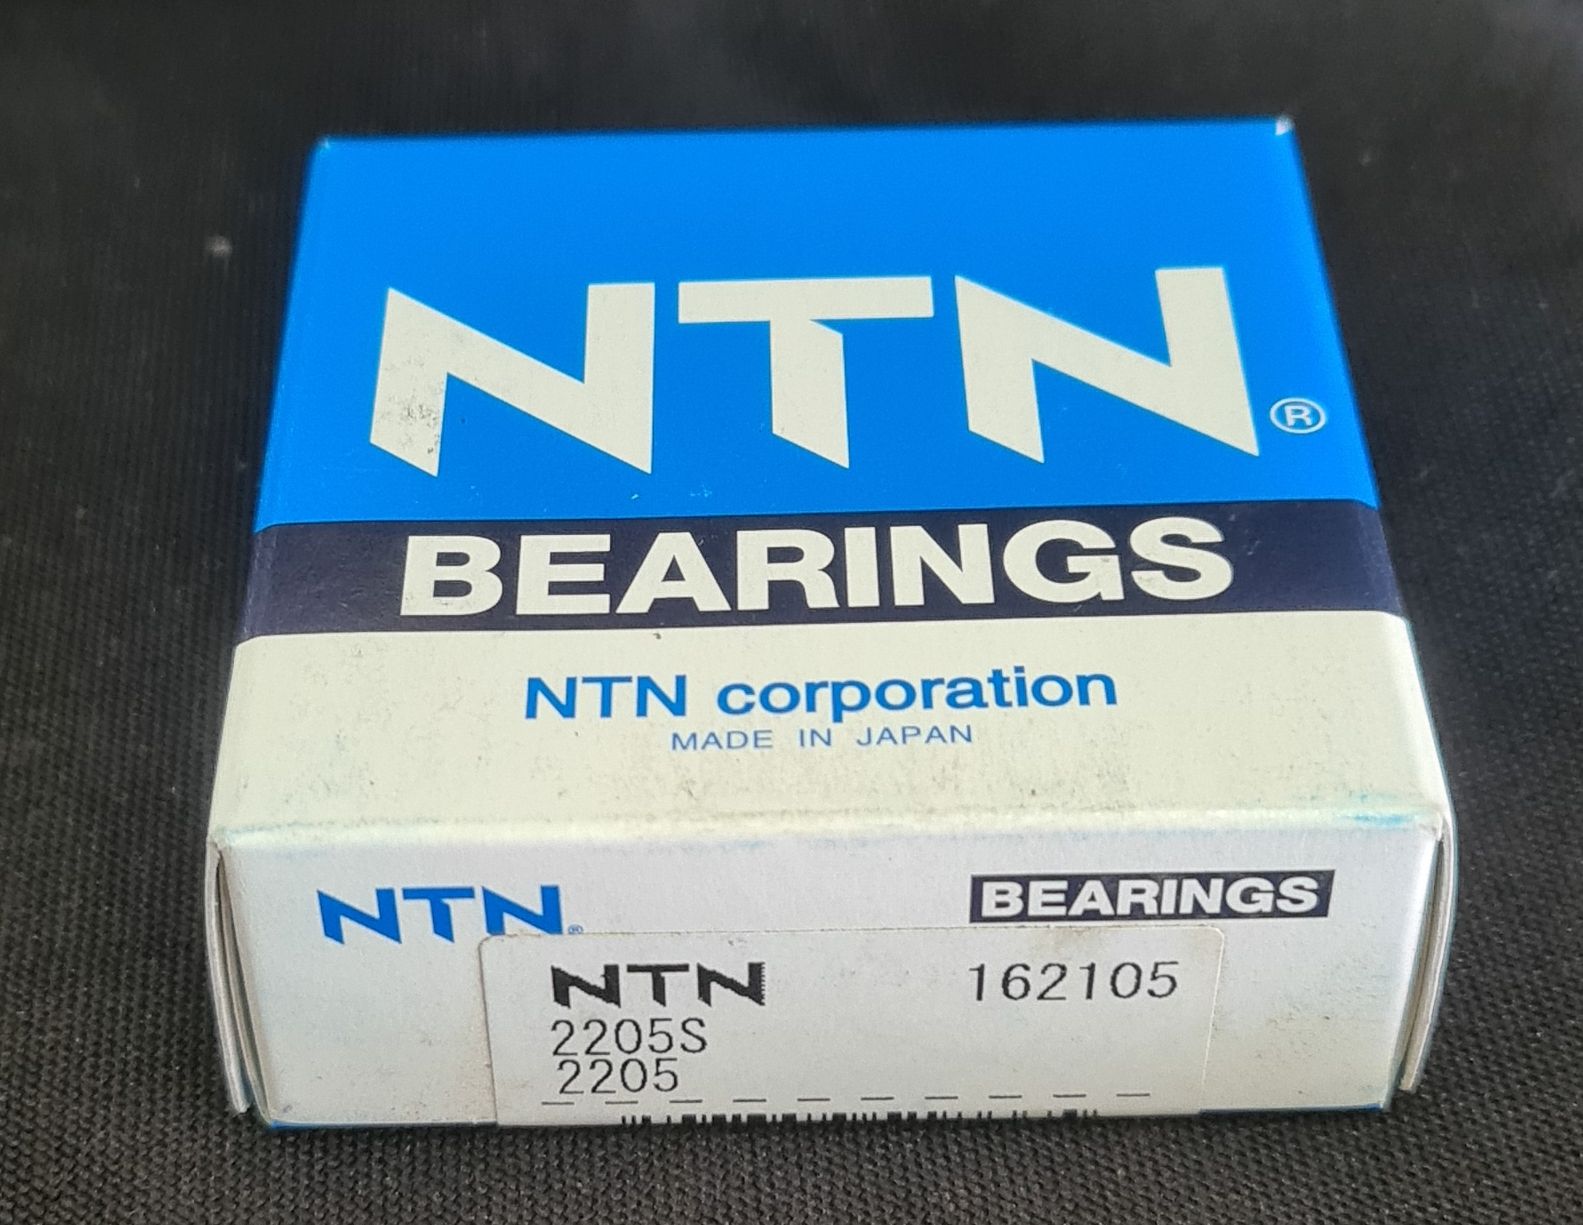 NTN®
BEARINGS
NTN corporation
MADE IN JAPAN
NTN® BEARINGS
NTN 162105
2205S
2205